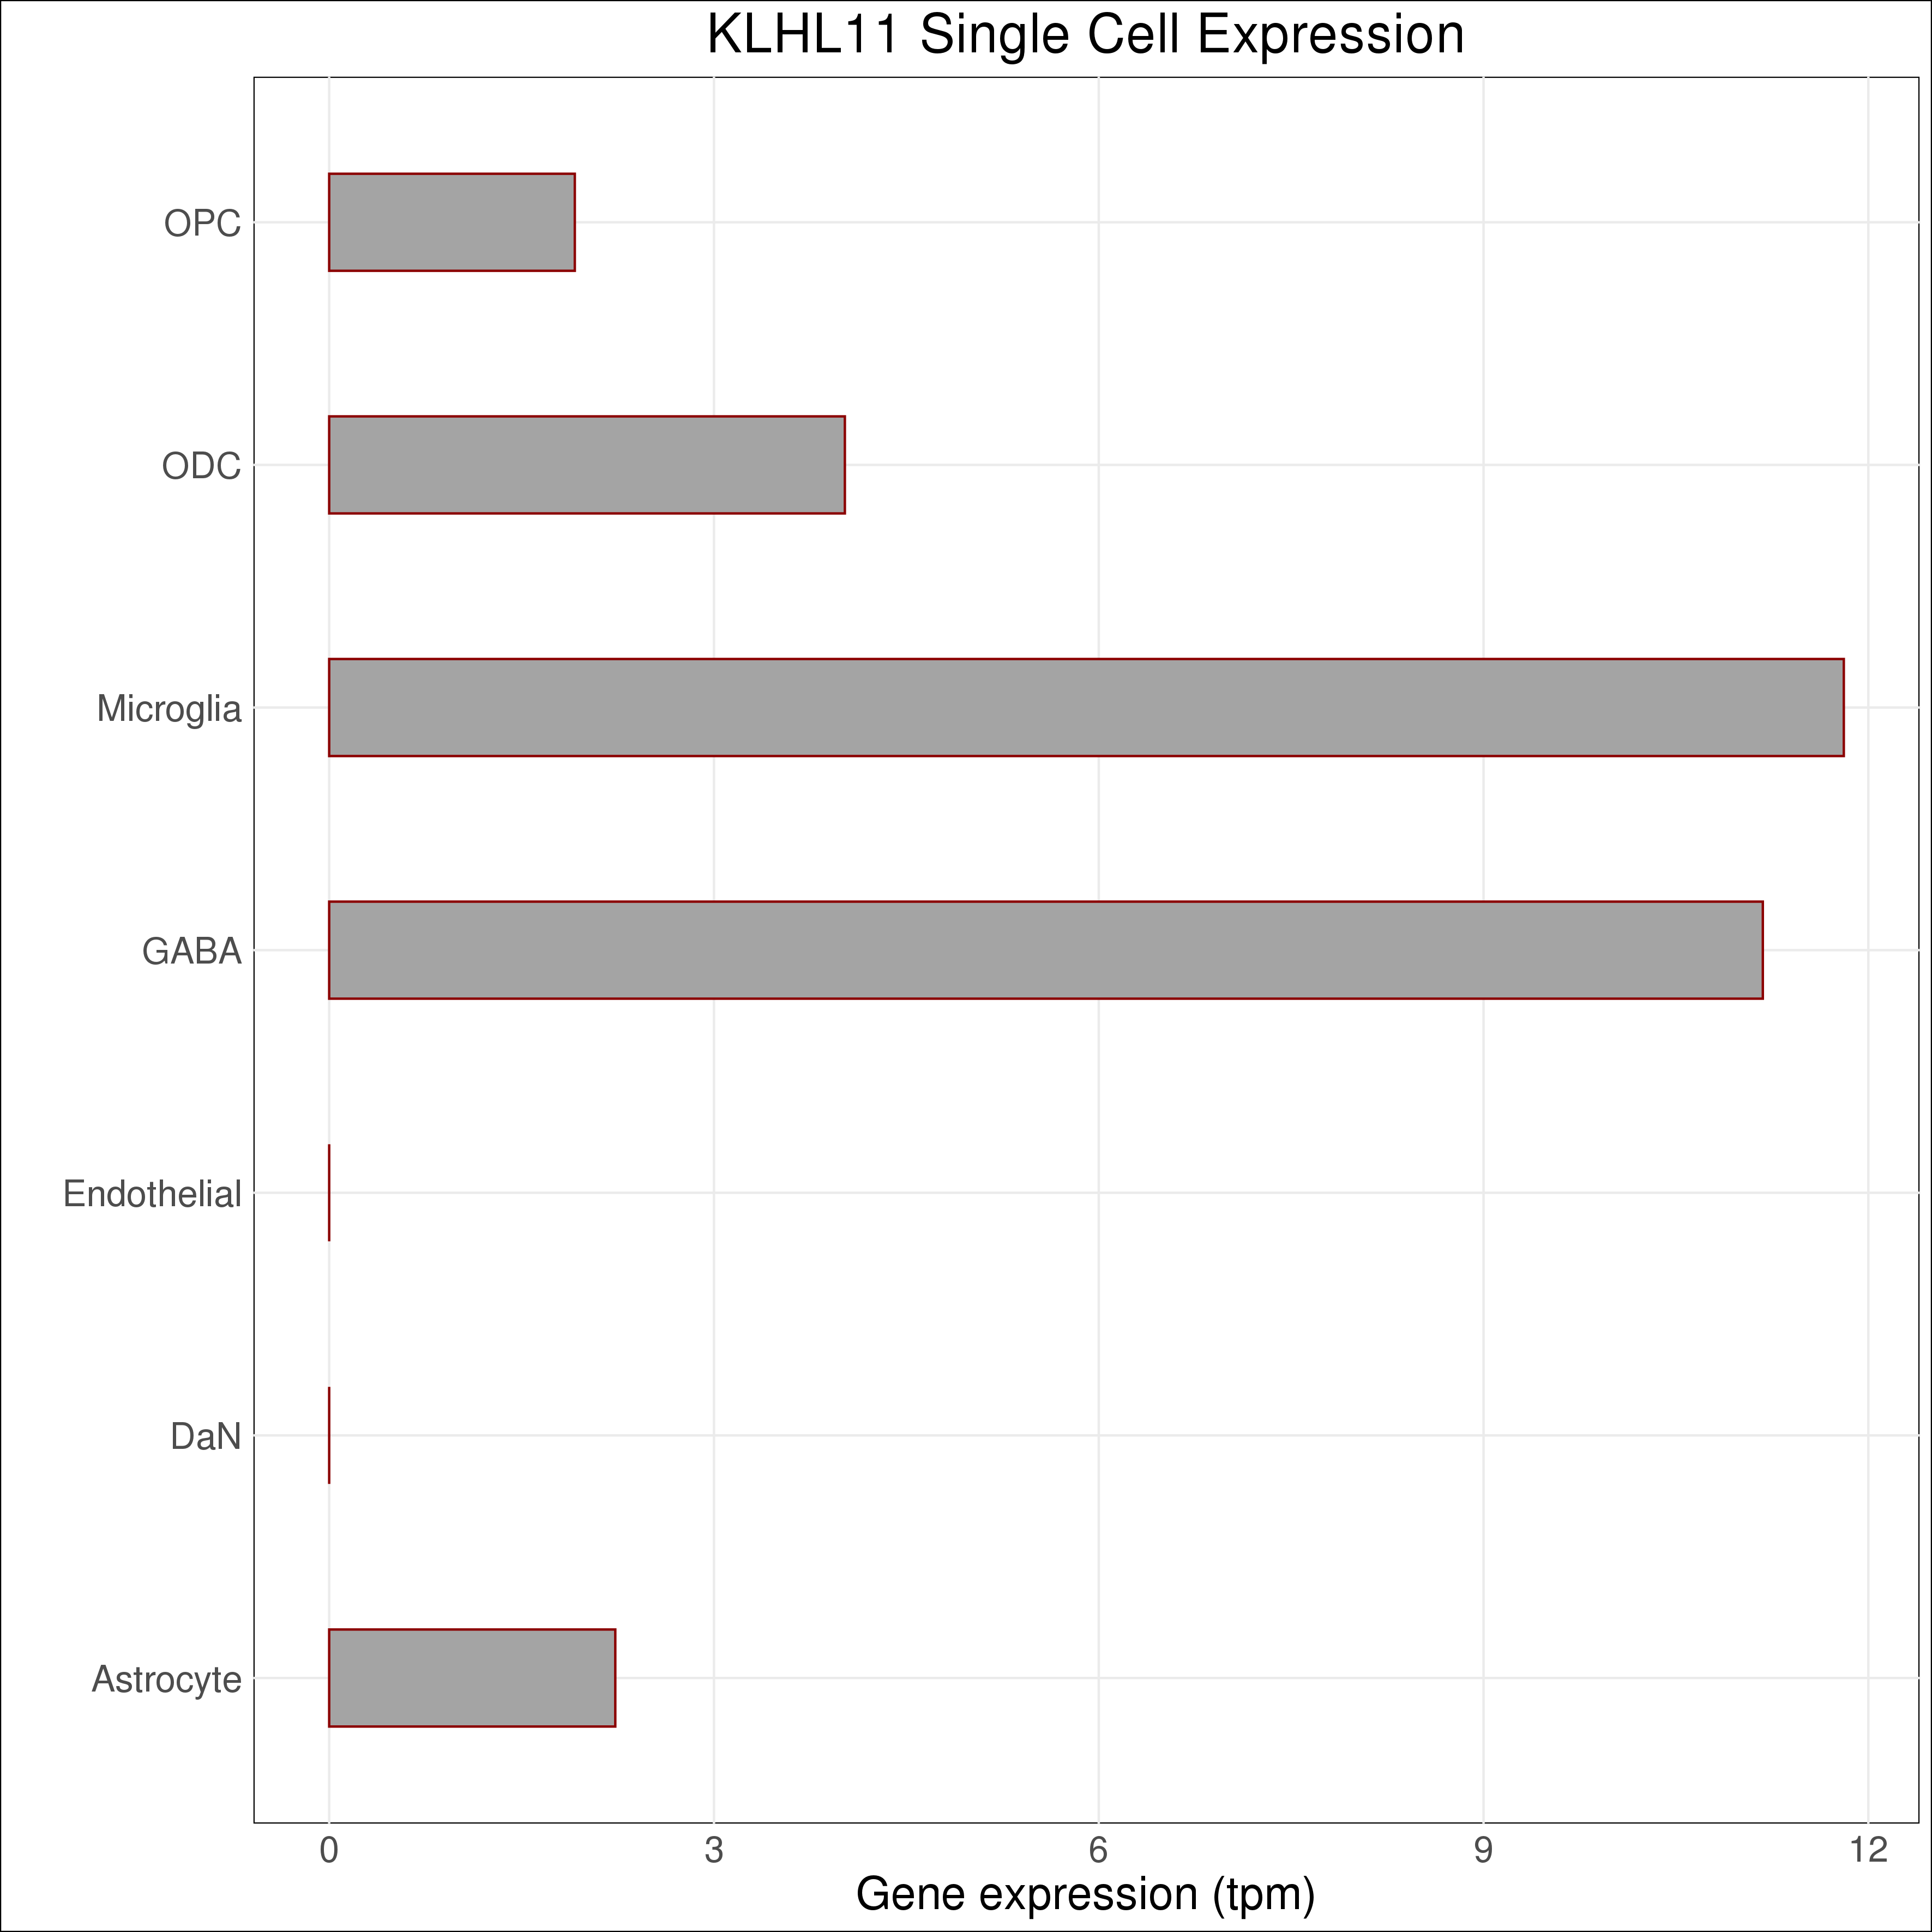 KLHL11 Single Cell Expression
OPC
ODC
Microglia
GABA
Endothelial
DaN
Astrocyte
0 3 6 9 12
Gene expression (tpm)